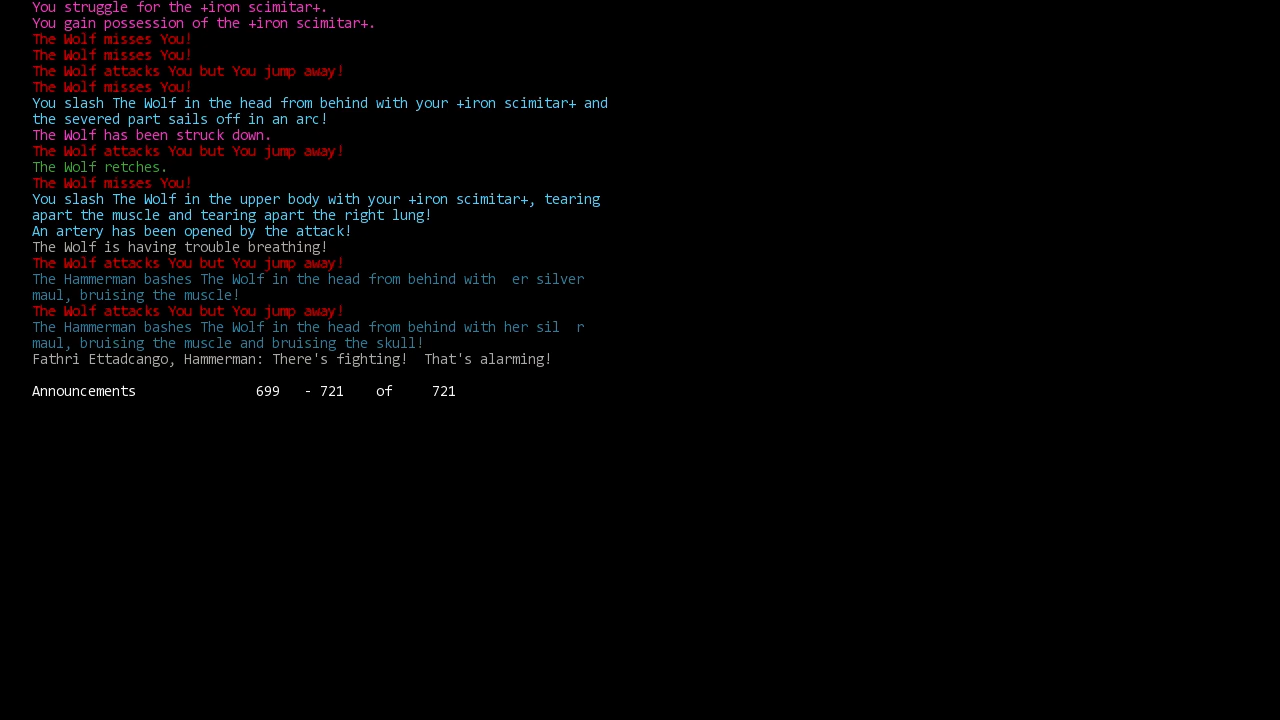 You struggle for the +iron scimitar+.
You gain possession of the +iron scimitar+.
The Wolf misses You!
The Wolf misses You!
The Wolf attacks You but You jump away!
The Wolf misses You!
You slash The Wolf in the head from behind with your +iron scimitar+ and
the severed part sails off in an arc!
The Wolf has been struck down.
The Wolf attacks You but You jump away!
The Wolf retches.
The Wolf misses You!
You slash The Wolf in the upper body with your +iron scimitar+, tearing
apart the muscle and tearing apart the right lung!
An artery has been opened by the attack!
The Wolf is having trouble breathing!
The Wolf attacks You but You jump away!
The Hammerman bashes The Wolf in the head from behind with  er silver
maul, bruising the muscle!
The Wolf attacks You but You jump away!
The Hammerman bashes The Wolf in the head from behind with her sil  r
maul, bruising the muscle and bruising the skull!
Fathri Ettadcango, Hammerman: There's fighting!  That's alarming!
Announcements 699 - 721 of 721